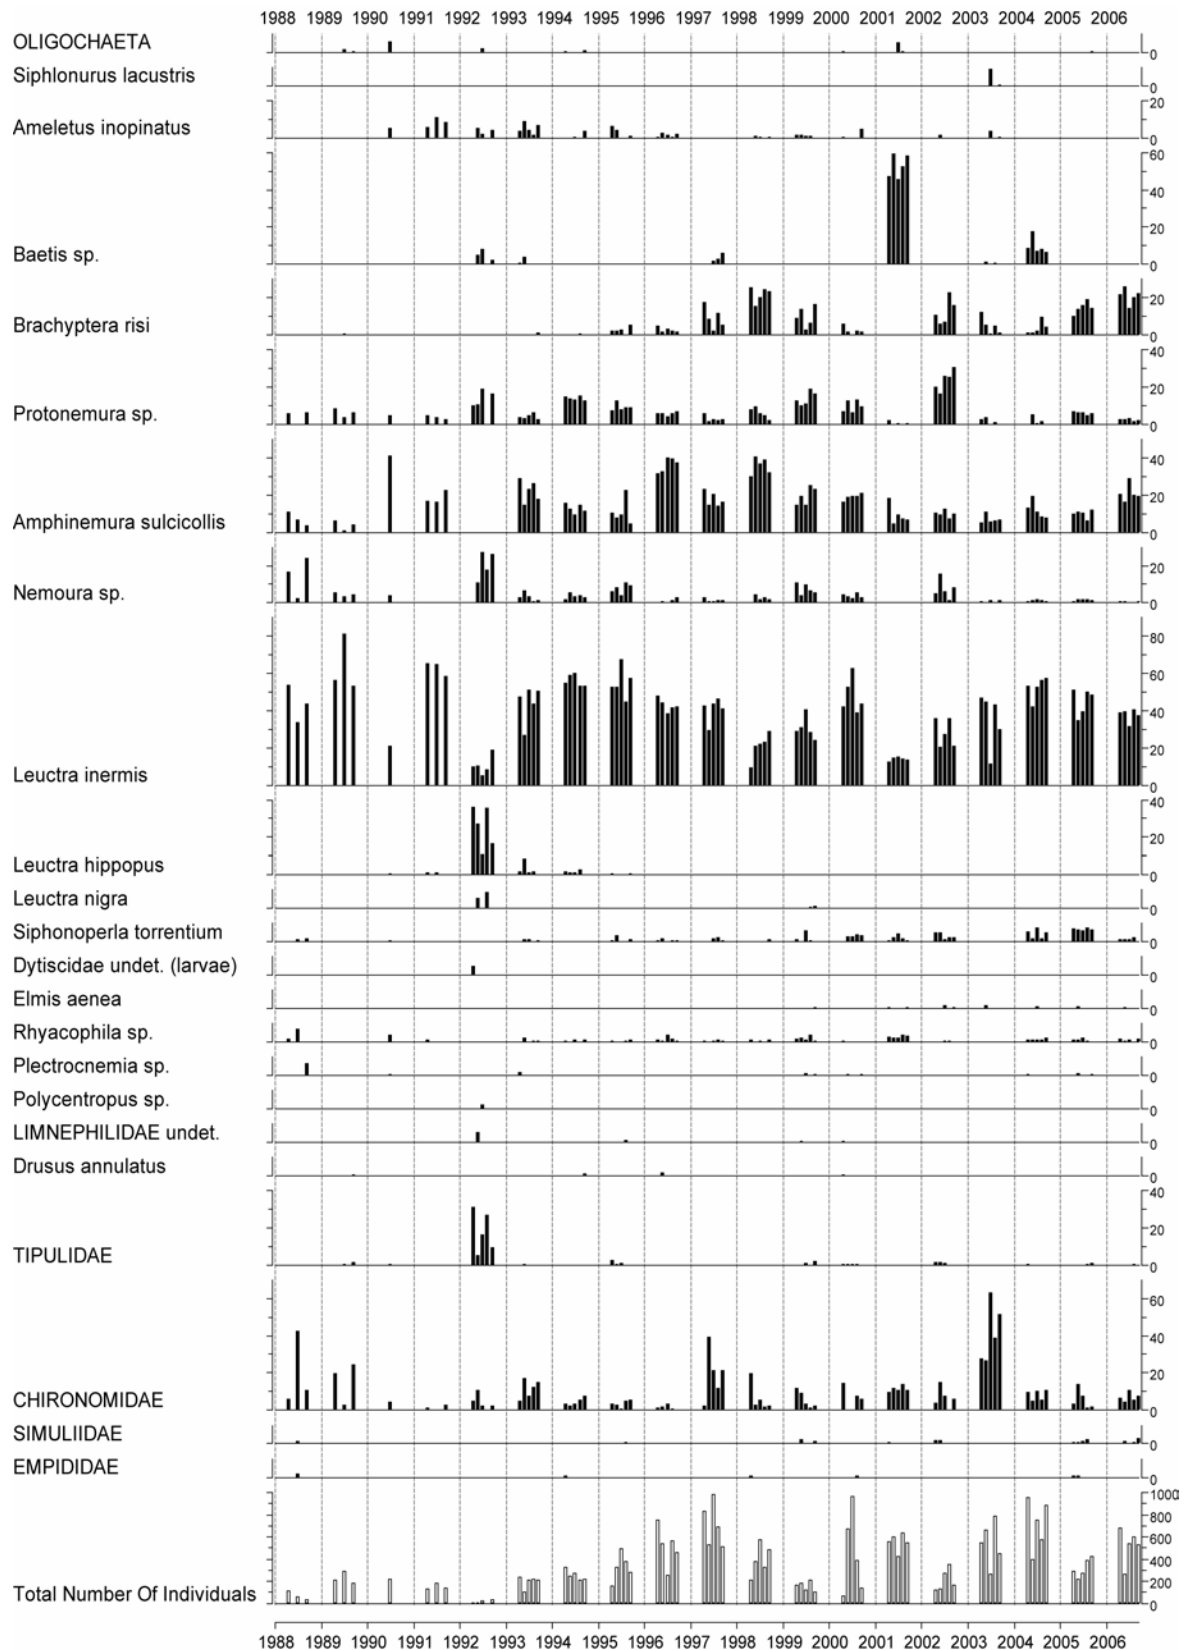 1988 1989 1990 1991 1992 1993 1994 1995 1996 1997 1998 1999 2000 2001 2002 2003 2004 2005 2006
OLIGOCHAETA 0
Siphlonurus lacustris 0
20
Ameletus inopinatus 0
60
40
20
Baetis sp. 0
20
Brachyptera risi 0
40
20
Protonemura sp. 0
40
20
Amphinemura sulcicollis 0
20
Nemoura sp. 0
80
60
40
20
Leuctra inermis 0
40
20
Leuctra hippopus 0
Leuctra nigra 0
Siphonoperla torrentium 0
Dytiscidae undet. (larvae) 0
Elmis aenea 0
Rhyacophila sp. 0
Plectrocnemia sp. 0
Polycentropus sp. 0
LIMNEPHILIDAE undet. 0
Drusus annulatus 0
40
20
TIPULIDAE 0
60
40
20
CHIRONOMIDAE 0
SIMULIIDAE 0
EMPIDIDAE 0
1000
800
600
400
200
Total Number Of Individuals 0
1988 1989 1990 1991 1992 1993 1994 1995 1996 1997 1998 1999 2000 2001 2002 2003 2004 2005 2006